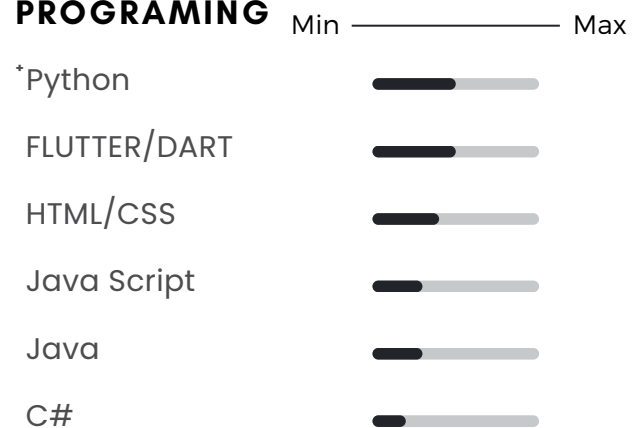 PROGRAMING
Min Max
+Python
FLUTTER/DART
HTML/CSS
Java Script
Java
C#